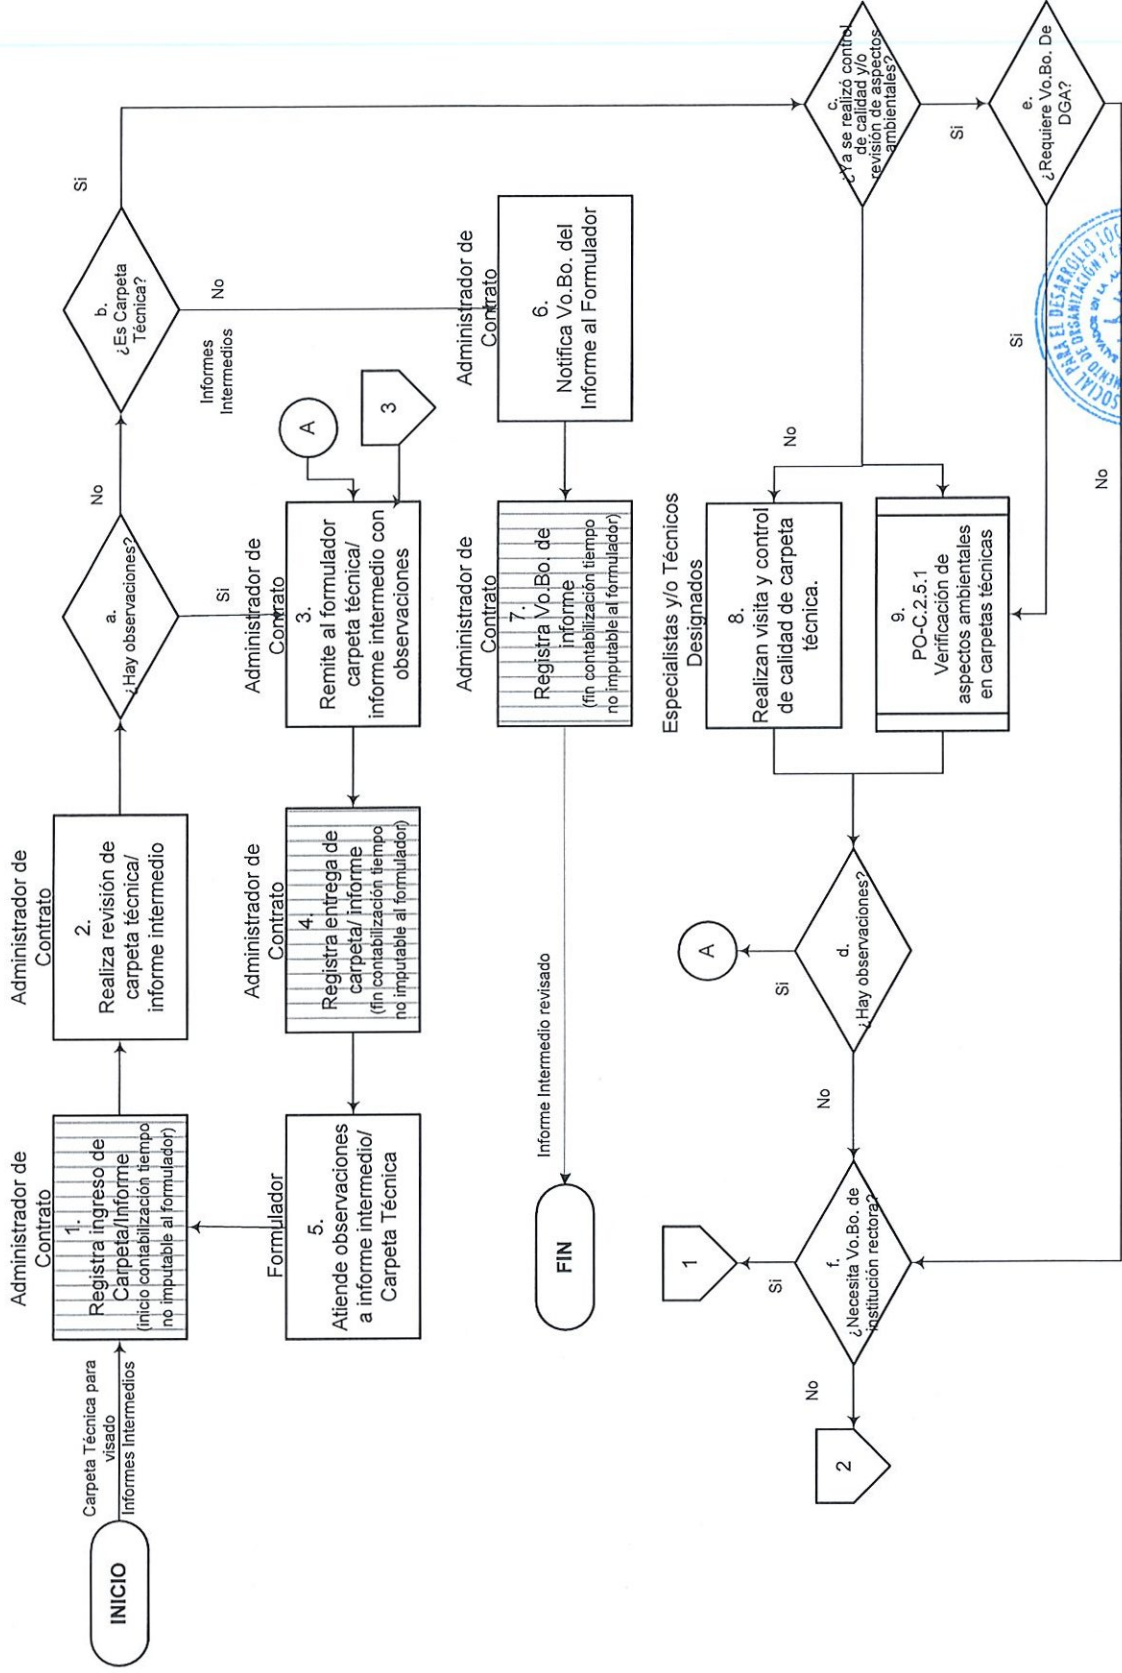 INICIO
Carpeta Técnica para
visado
Informes Intermedios
Administrador de
Contrato
1.
Registra ingreso de
Carpeta/Informe
(inicio contabilización tiempo
no imputable al formulador)
Administrador de
Contrato
2.
Realiza revisión de
carpeta técnica/
informe intermedio
a.
¿Hay observaciones?
No
Si
b.
¿Es Carpeta
Técnica?
Si
No
Informes
Intermedios
Administrador de
Contrato
3.
Remite al formulador
carpeta técnica/
informe intermedio con
observaciones
A
3
Administrador de
Contrato
4.
Registra entrega de
carpeta/ informe
(fin contabilización tiempo
no imputable al formulador)
Formulador
5.
Atiende observaciones
a informe intermedio/
Carpeta Técnica
Administrador de
Contrato
6.
Notifica Vo.Bo. del
Informe al Formulador
Administrador de
Contrato
7.
Registra Vo.Bo. de
informe
(fin contabilización tiempo
no imputable al formulador)
Informe Intermedio revisado
FIN
c.
¿Ya se realizó control
de calidad y/o
revisión de aspectos
ambientales?
Si
No
e.
¿Requiere Vo.Bo. De
DGA?
Si
No
Especialistas y/o Técnicos
Designados
8.
Realizan visita y control
de calidad de carpeta
técnica.
9.
PO-C.2.5.1
Verificación de
aspectos ambientales
en carpetas técnicas
d.
¿Hay observaciones?
Si
A
No
f.
¿Necesita Vo.Bo. de
institución rectora?
Si
1
No
2
SOCIAL PARA EL DESARROLLO
DE ORGANIZACIÓN Y
SALVADOR